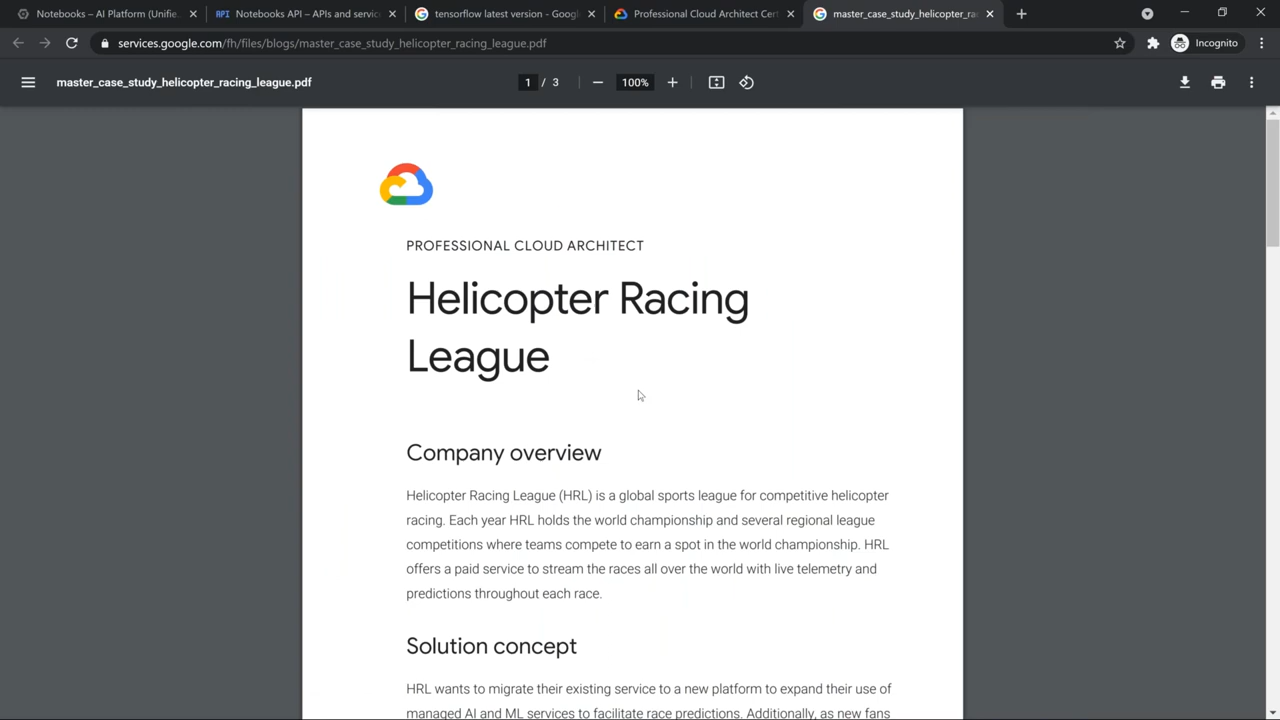 Notebooks – AI Platform (Unifie
API Notebooks API – APIs and servic
tensorflow latest version - Googl
Professional Cloud Architect Cert
master_case_study_helicopter_rac
services.google.com/fh/files/blogs/master_case_study_helicopter_racing_league.pdf
Incognito
master_case_study_helicopter_racing_league.pdf
1 / 3
100%
PROFESSIONAL CLOUD ARCHITECT
Helicopter Racing
League
Company overview
Helicopter Racing League (HRL) is a global sports league for competitive helicopter
racing. Each year HRL holds the world championship and several regional league
competitions where teams compete to earn a spot in the world championship. HRL
offers a paid service to stream the races all over the world with live telemetry and
predictions throughout each race.
Solution concept
HRL wants to migrate their existing service to a new platform to expand their use of
managed AI and ML services to facilitate race predictions. Additionally, as new fans